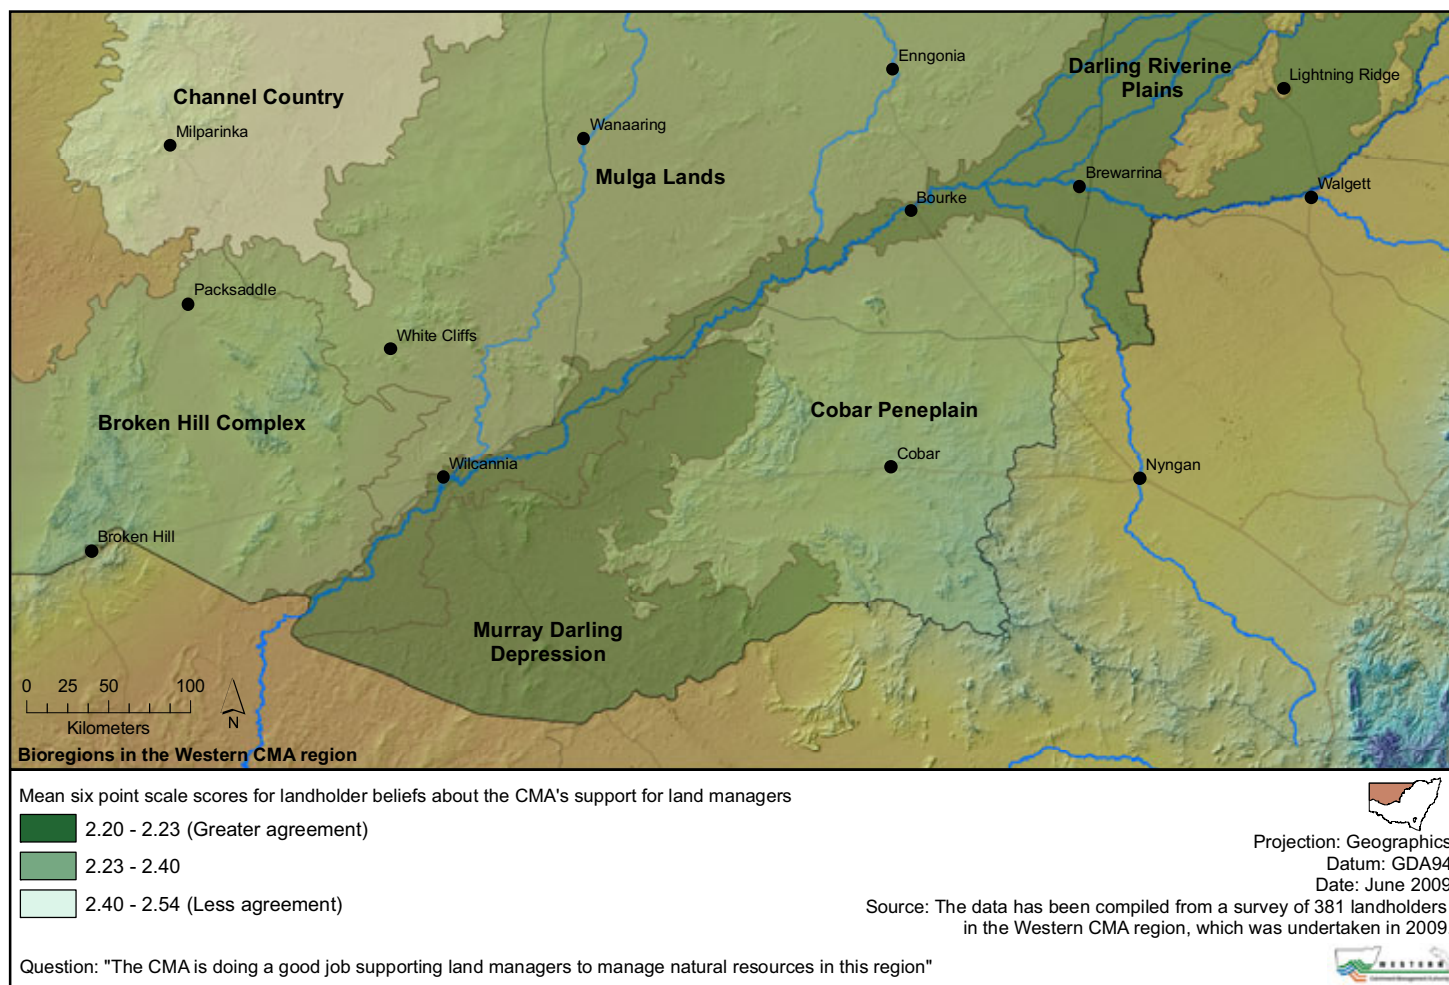 Channel Country
Milparinka
Enngonia
Darling Riverine
Plains
Lightning Ridge
Wanaaring
Mulga Lands
Brewarrina
Walgett
Bourke
Packsaddle
White Cliffs
Broken Hill Complex
Cobar Peneplain
Cobar
Wilcannia
Nyngan
Broken Hill
Murray Darling
Depression
0 25 50 100
Kilometers
N
Bioregions in the Western CMA region
Mean six point scale scores for landholder beliefs about the CMA's support for land managers
2.20 - 2.23 (Greater agreement)
2.23 - 2.40
2.40 - 2.54 (Less agreement)
Projection: Geographics
Datum: GDA94
Date: June 2009
Source: The data has been compiled from a survey of 381 landholders
in the Western CMA region, which was undertaken in 2009.
Question: "The CMA is doing a good job supporting land managers to manage natural resources in this region"
WESTERN